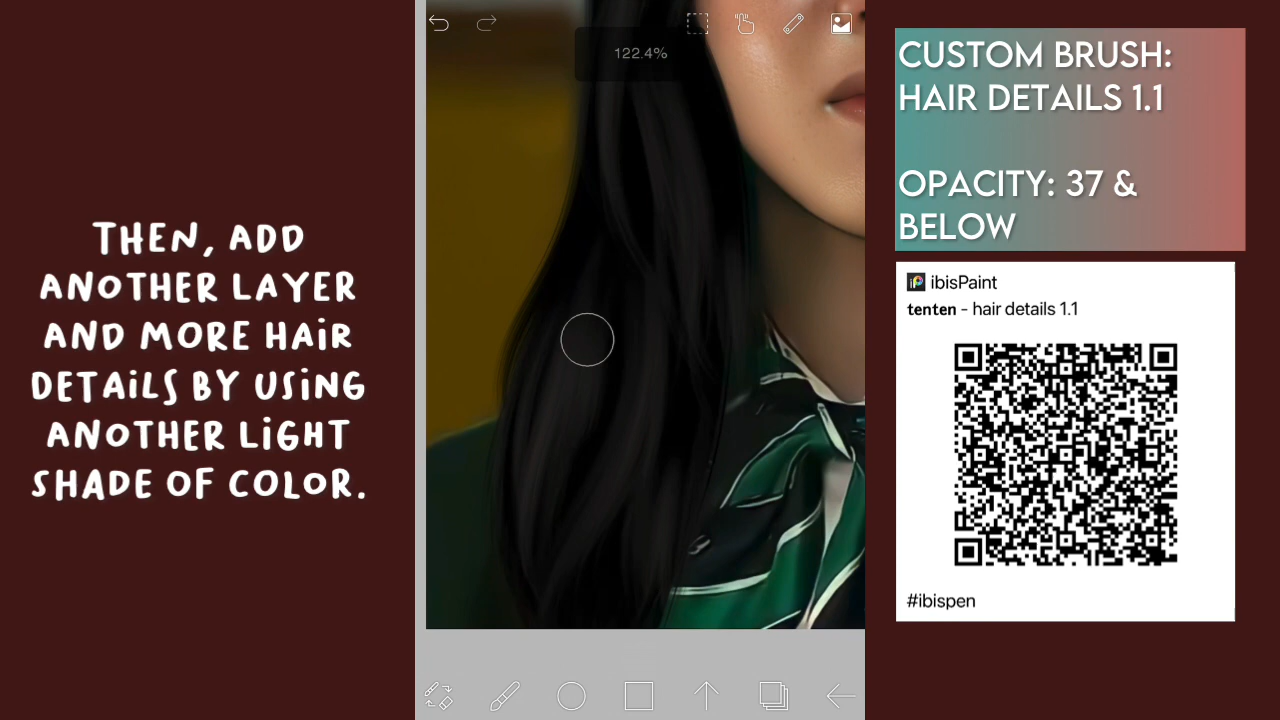 THEN, ADD
ANOTHER LAYER
AND MORE HAIR
DETAILS BY USING
ANOTHER LIGHT
SHADE OF COLOR.
122.4%
CUSTOM BRUSH:
HAIR DETAILS 1.1
OPACITY: 37 &
BELOW
ibisPaint
tenten - hair details 1.1
#ibispen